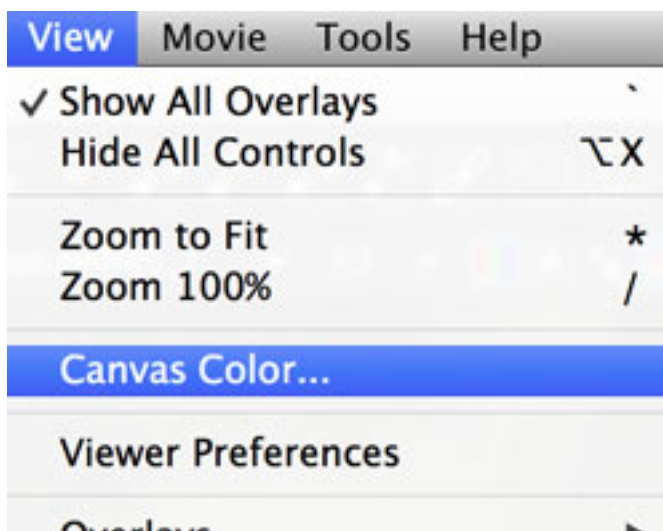 View Movie Tools Help
✓ Show All Overlays `
Hide All Controls ⌥X
Zoom to Fit *
Zoom 100% /
Canvas Color...
Viewer Preferences
Overlays